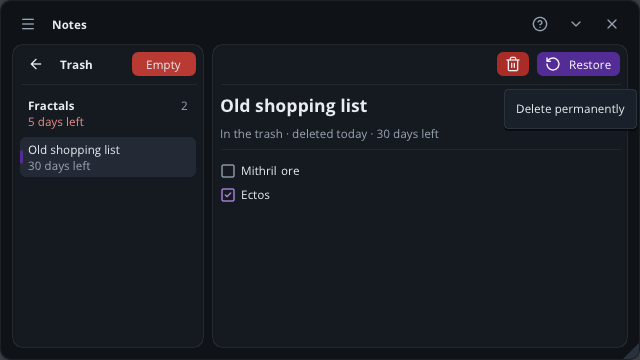 Notes
Trash
Empty
Restore
Fractals 2
5 days left
Old shopping list
30 days left
Old shopping list
Delete permanently
In the trash · deleted today · 30 days left
Mithril ore
Ectos